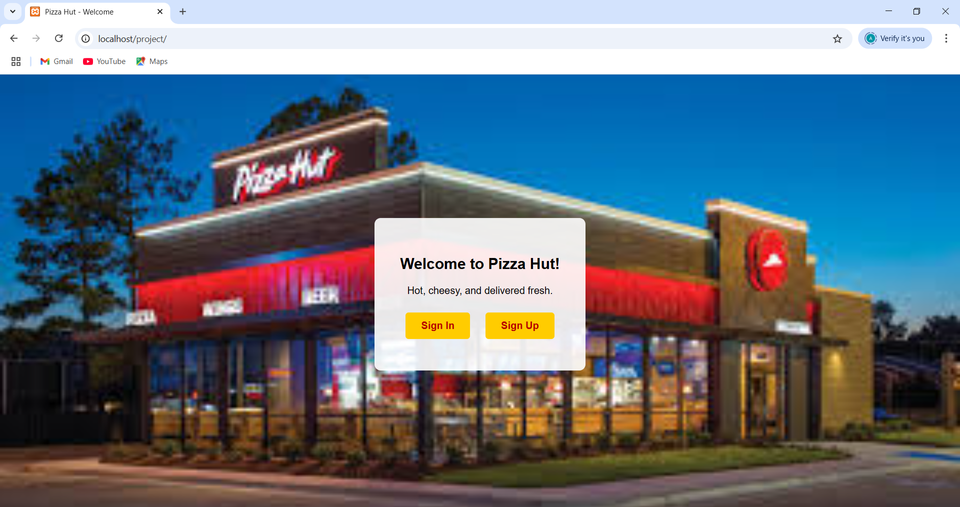 Pizza Hut - Welcome
localhost/project/
Verify it's you
Gmail
YouTube
Maps
Pizza Hut
Welcome to Pizza Hut!
Hot, cheesy, and delivered fresh.
PIZZA
WINGS
BEER
Sign In
Sign Up